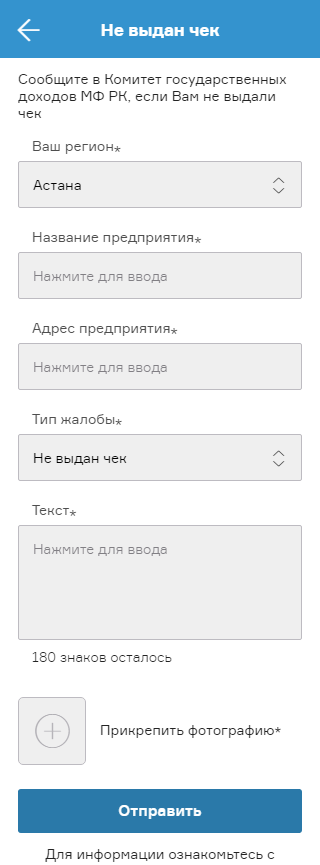 Не выдан чек
Сообщите в Комитет государственных
доходов МФ РК, если Вам не выдали
чек
Ваш регион*
Астана
Название предприятия*
Нажмите для ввода
Адрес предприятия*
Нажмите для ввода
Тип жалобы*
Не выдан чек
Текст*
Нажмите для ввода
180 знаков осталось
Прикрепить фотографию*
Отправить
Для информации ознакомьтесь с